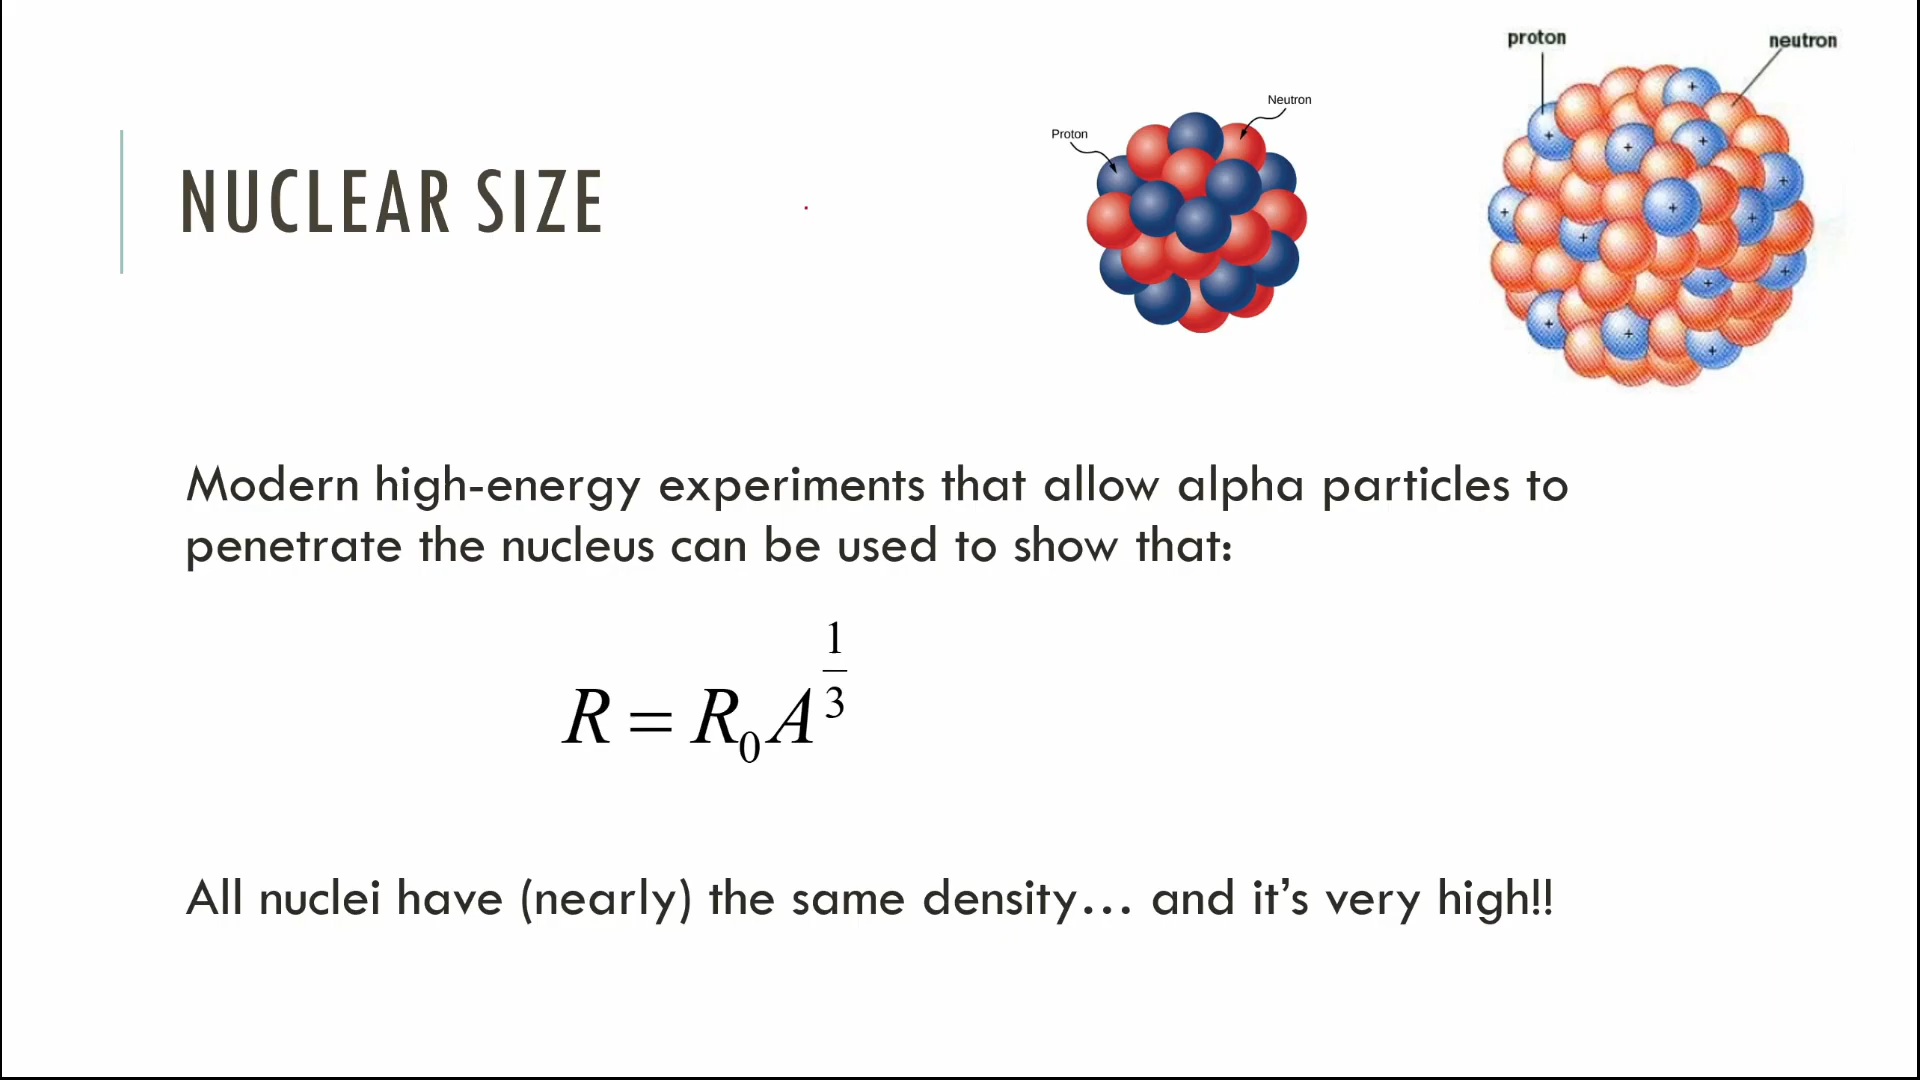 proton
neutron
Neutron
Proton
NUCLEAR SIZE
+ + + + + + + + + + + + + + +
Modern high-energy experiments that allow alpha particles to
penetrate the nucleus can be used to show that:
R = R₀A^{1/3}
All nuclei have (nearly) the same density... and it's very high!!